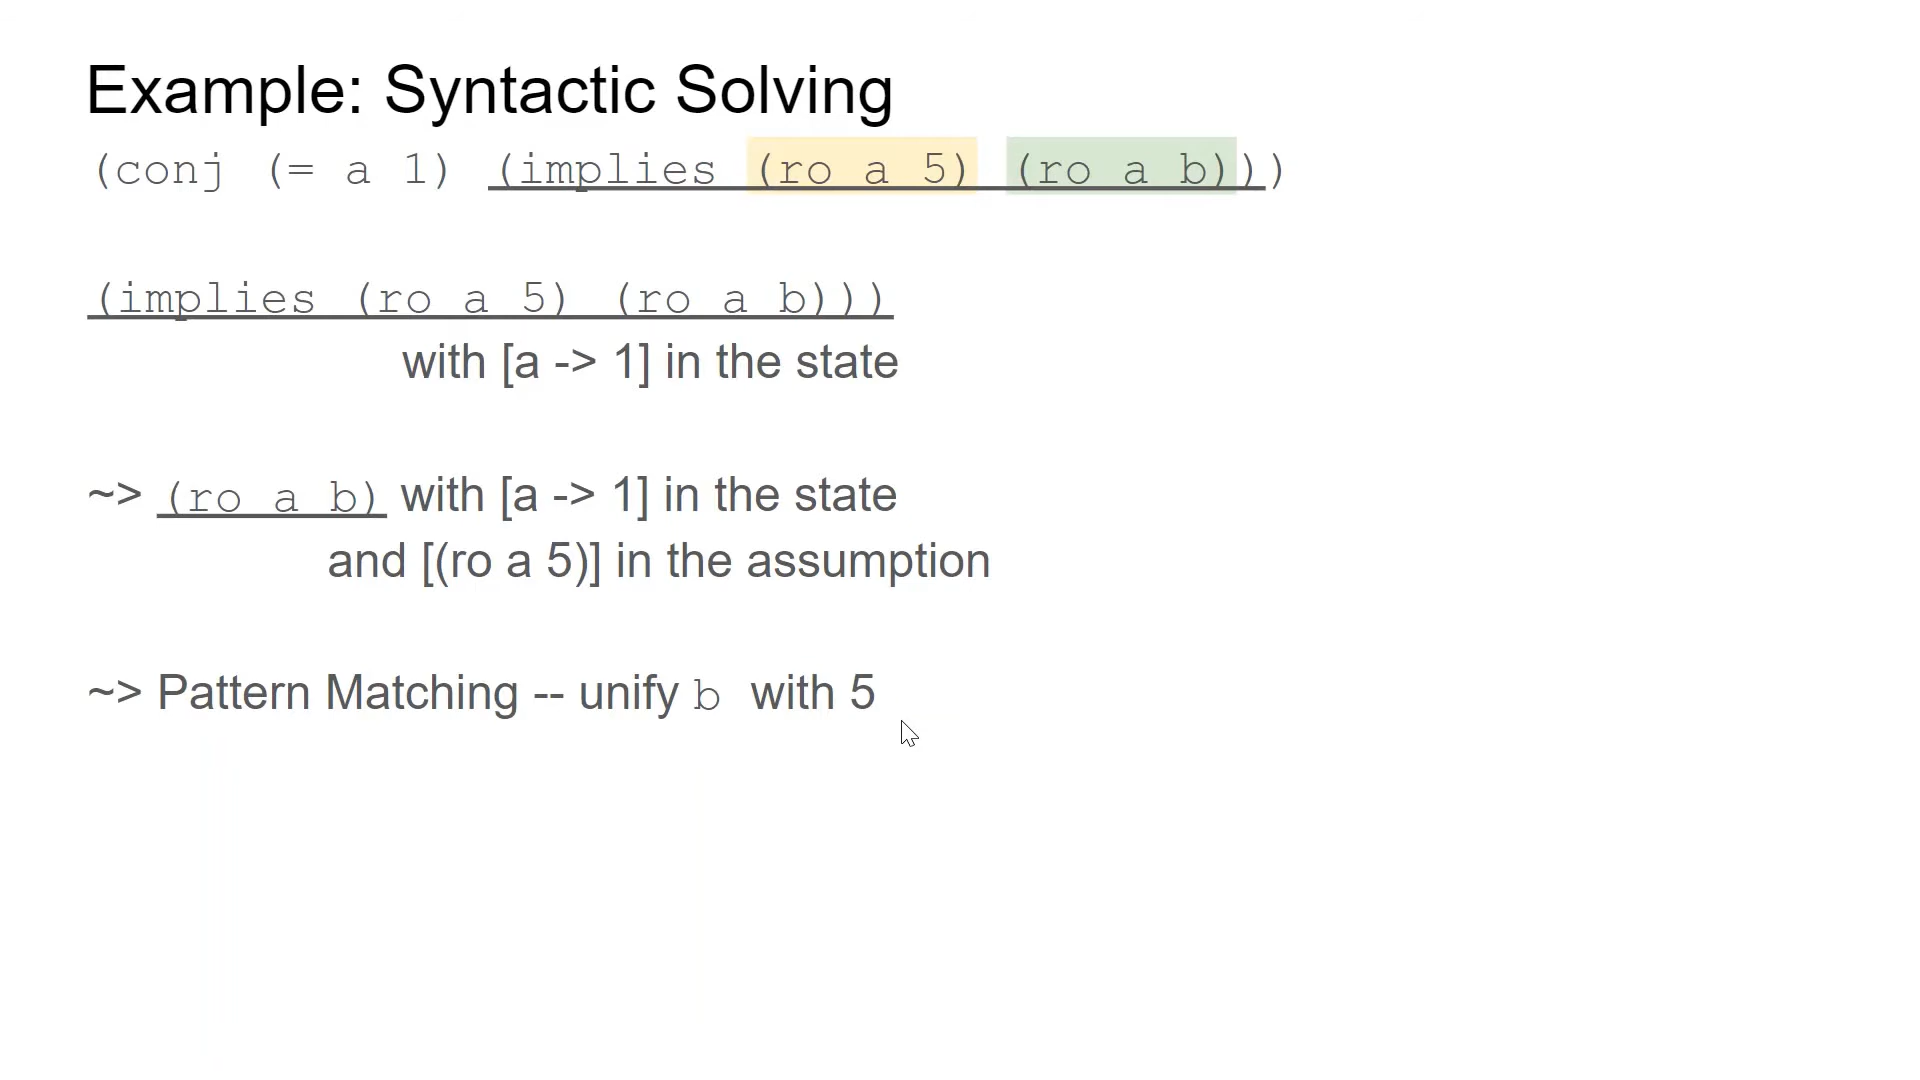 Example: Syntactic Solving
(conj (= a 1) (implies (ro a 5) (ro a b)))
(implies (ro a 5) (ro a b)))
with [a -> 1] in the state
~> (ro a b) with [a -> 1] in the state
and [(ro a 5)] in the assumption
~> Pattern Matching -- unify b with 5